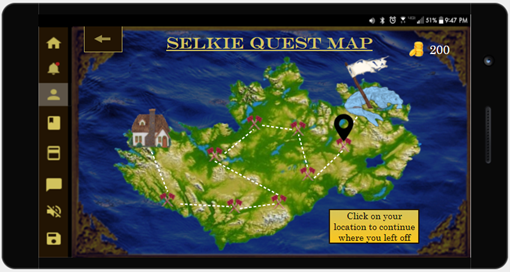 51% 9:47 PM
SELKIE QUEST MAP
200
Click on your
location to continue
where you left off